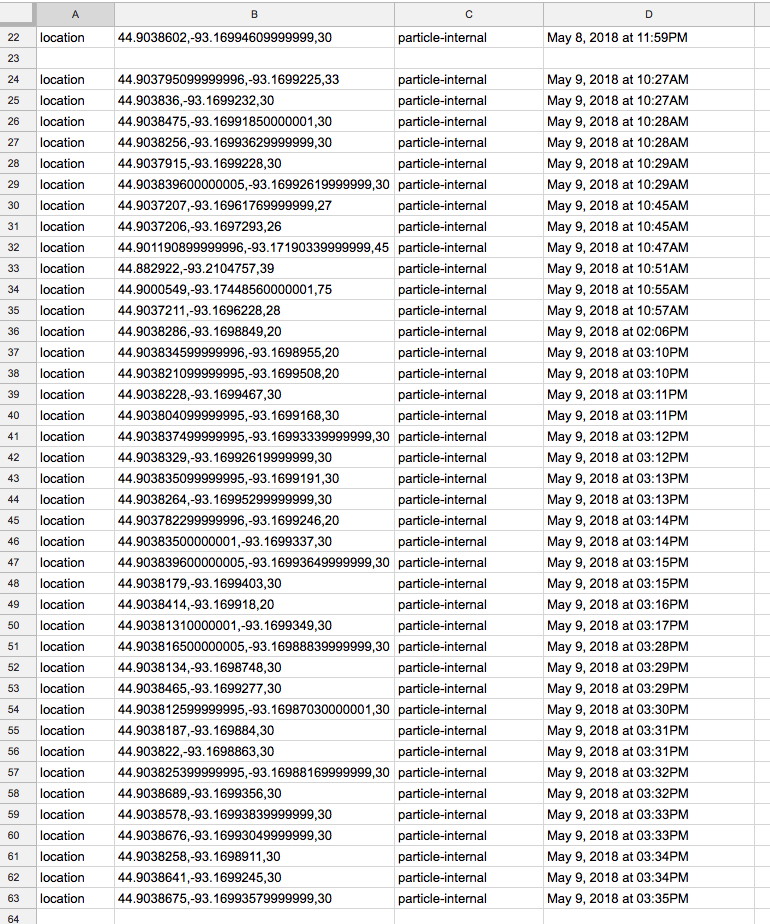 A B C D
22 location 44.9038602,-93.16994609999999,30 particle-internal May 8, 2018 at 11:59PM
23
24 location 44.903795099999996,-93.1699225,33 particle-internal May 9, 2018 at 10:27AM
25 location 44.903836,-93.1699232,30 particle-internal May 9, 2018 at 10:27AM
26 location 44.9038475,-93.16991850000001,30 particle-internal May 9, 2018 at 10:28AM
27 location 44.9038256,-93.16993629999999,30 particle-internal May 9, 2018 at 10:28AM
28 location 44.9037915,-93.1699228,30 particle-internal May 9, 2018 at 10:29AM
29 location 44.903839600000005,-93.16992619999999,30 particle-internal May 9, 2018 at 10:29AM
30 location 44.9037207,-93.16961769999999,27 particle-internal May 9, 2018 at 10:45AM
31 location 44.9037206,-93.1697293,26 particle-internal May 9, 2018 at 10:45AM
32 location 44.901190899999996,-93.17190339999999,45 particle-internal May 9, 2018 at 10:47AM
33 location 44.882922,-93.2104757,39 particle-internal May 9, 2018 at 10:51AM
34 location 44.9000549,-93.17448560000001,75 particle-internal May 9, 2018 at 10:55AM
35 location 44.9037211,-93.1696228,28 particle-internal May 9, 2018 at 10:57AM
36 location 44.9038286,-93.1698849,20 particle-internal May 9, 2018 at 02:06PM
37 location 44.903834599999996,-93.1698955,20 particle-internal May 9, 2018 at 03:10PM
38 location 44.903821099999995,-93.1699508,20 particle-internal May 9, 2018 at 03:10PM
39 location 44.9038228,-93.1699467,30 particle-internal May 9, 2018 at 03:11PM
40 location 44.903804099999995,-93.1699168,30 particle-internal May 9, 2018 at 03:11PM
41 location 44.903837499999995,-93.16993339999999,30 particle-internal May 9, 2018 at 03:12PM
42 location 44.9038329,-93.16992619999999,30 particle-internal May 9, 2018 at 03:12PM
43 location 44.903835099999995,-93.1699191,30 particle-internal May 9, 2018 at 03:13PM
44 location 44.9038264,-93.16995299999999,30 particle-internal May 9, 2018 at 03:13PM
45 location 44.903782299999996,-93.1699246,20 particle-internal May 9, 2018 at 03:14PM
46 location 44.90383500000001,-93.1699337,30 particle-internal May 9, 2018 at 03:14PM
47 location 44.903839600000005,-93.16993649999999,30 particle-internal May 9, 2018 at 03:15PM
48 location 44.9038179,-93.1699403,30 particle-internal May 9, 2018 at 03:15PM
49 location 44.9038414,-93.169918,20 particle-internal May 9, 2018 at 03:16PM
50 location 44.90381310000001,-93.1699349,30 particle-internal May 9, 2018 at 03:17PM
51 location 44.903816500000005,-93.16988839999999,30 particle-internal May 9, 2018 at 03:28PM
52 location 44.9038134,-93.1698748,30 particle-internal May 9, 2018 at 03:29PM
53 location 44.9038465,-93.1699277,30 particle-internal May 9, 2018 at 03:29PM
54 location 44.903812599999995,-93.16987030000001,30 particle-internal May 9, 2018 at 03:30PM
55 location 44.9038187,-93.169884,30 particle-internal May 9, 2018 at 03:31PM
56 location 44.903822,-93.1698863,30 particle-internal May 9, 2018 at 03:31PM
57 location 44.903825399999995,-93.16988169999999,30 particle-internal May 9, 2018 at 03:32PM
58 location 44.9038689,-93.1699356,30 particle-internal May 9, 2018 at 03:32PM
59 location 44.9038578,-93.16993839999999,30 particle-internal May 9, 2018 at 03:33PM
60 location 44.9038676,-93.16993049999999,30 particle-internal May 9, 2018 at 03:33PM
61 location 44.9038258,-93.1698911,30 particle-internal May 9, 2018 at 03:34PM
62 location 44.9038641,-93.1699245,30 particle-internal May 9, 2018 at 03:34PM
63 location 44.9038675,-93.16993579999999,30 particle-internal May 9, 2018 at 03:35PM
64